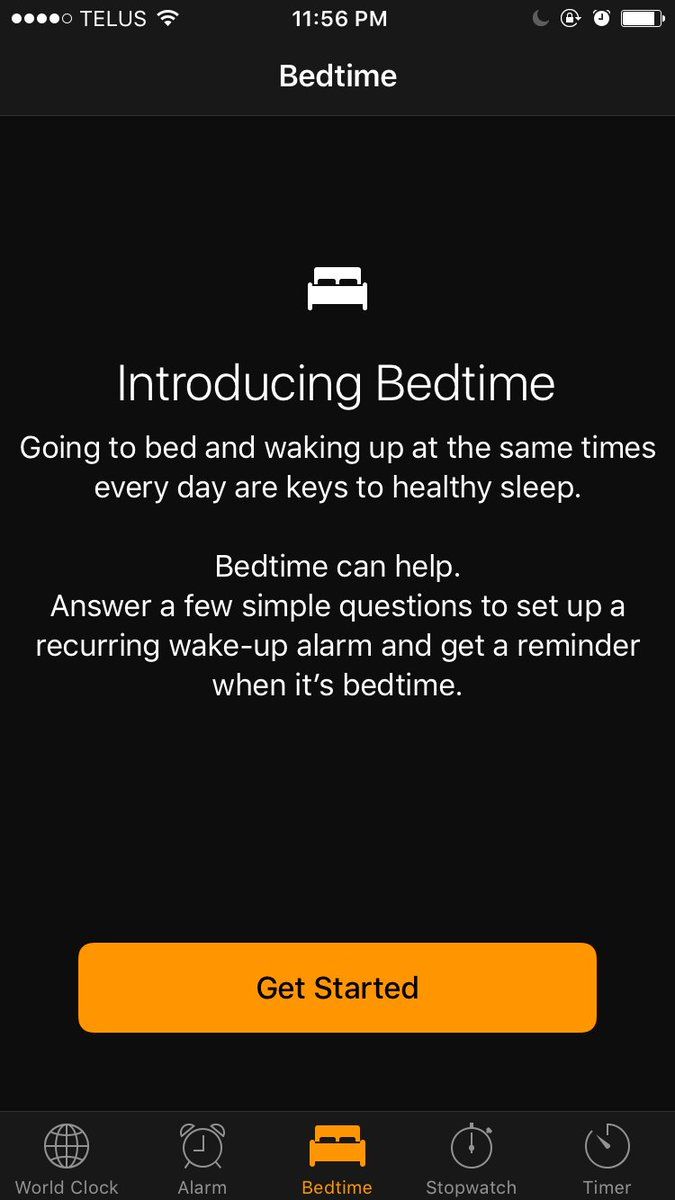 TELUS 11:56 PM
Bedtime
Introducing Bedtime
Going to bed and waking up at the same times
every day are keys to healthy sleep.
Bedtime can help.
Answer a few simple questions to set up a
recurring wake-up alarm and get a reminder
when it’s bedtime.
Get Started
World Clock Alarm Bedtime Stopwatch Timer